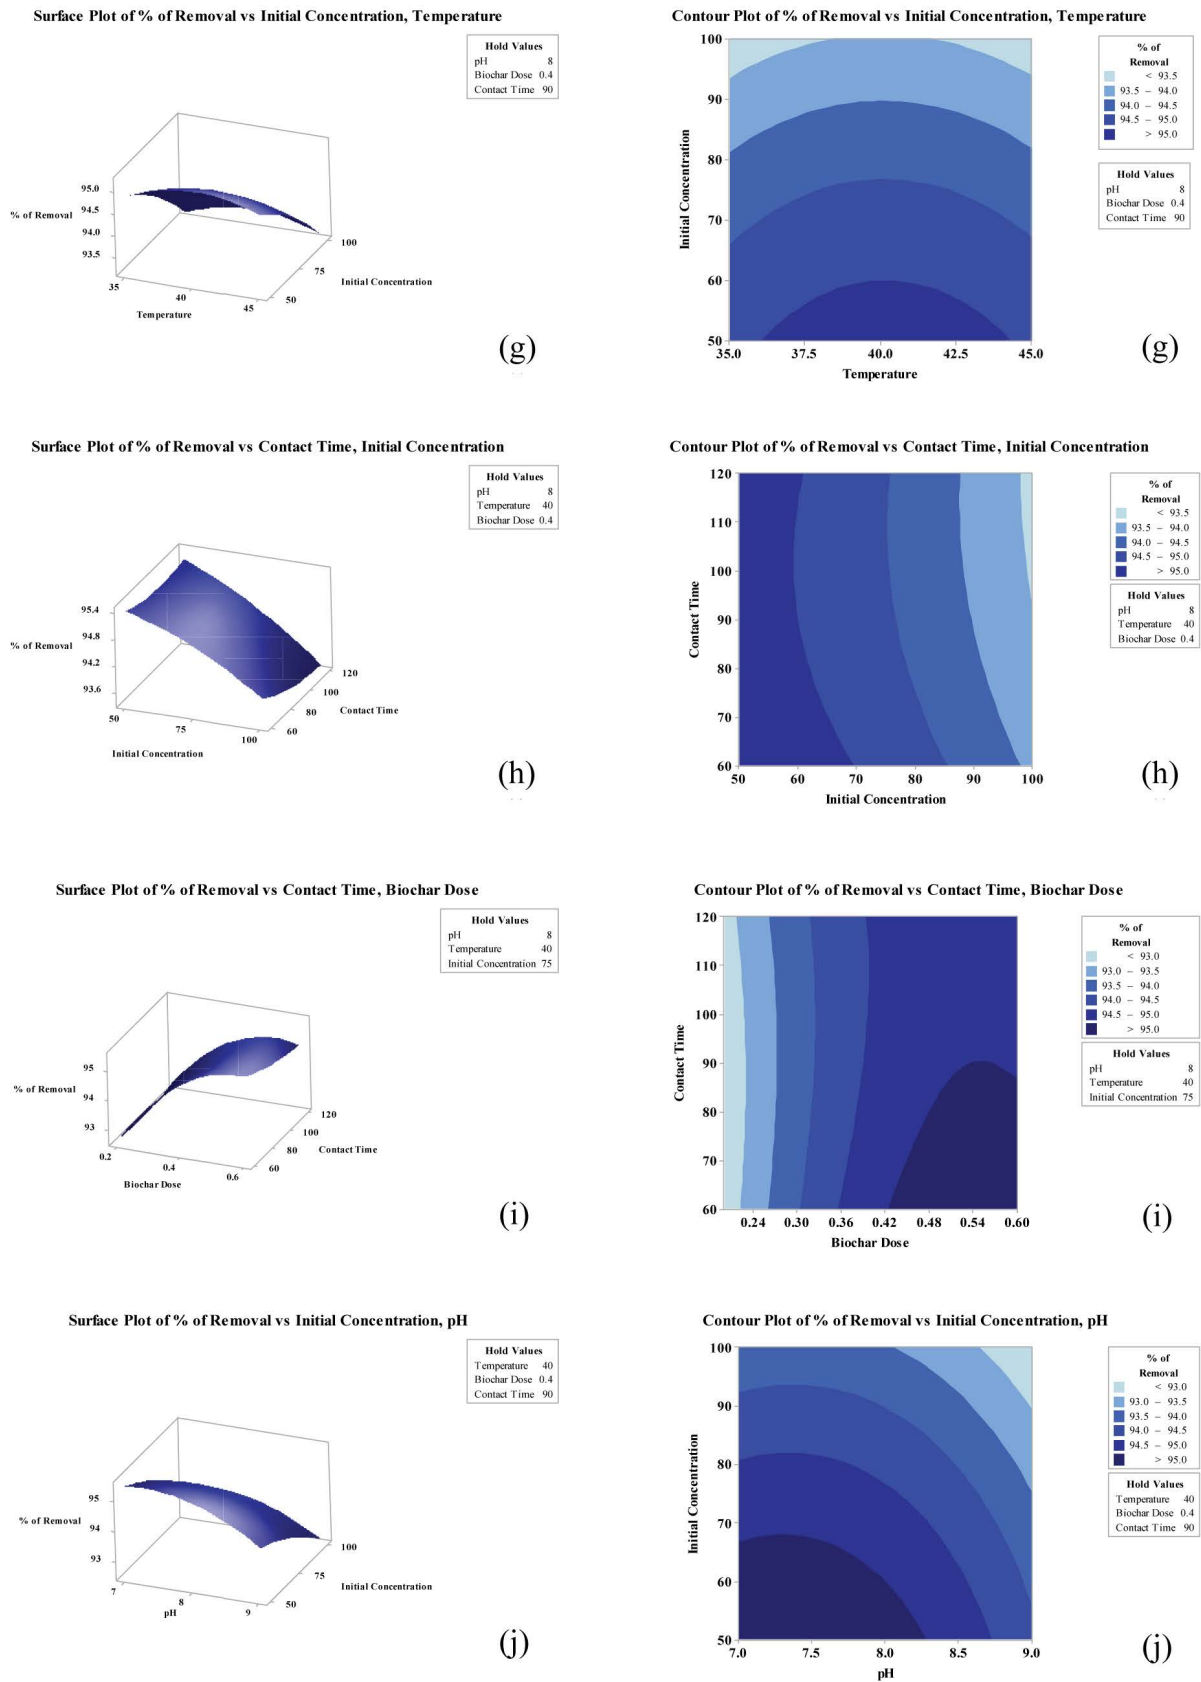 Surface Plot of % of Removal vs Initial Concentration, Temperature
Hold Values
pH 8
Biochar Dose 0.4
Contact Time 90
95.0
94.5
94.0
93.5
% of Removal
35
40
45
Temperature
50
75
100
Initial Concentration
(g)
Contour Plot of % of Removal vs Initial Concentration, Temperature
100
90
80
70
60
50
Initial Concentration
35.0 37.5 40.0 42.5 45.0
Temperature
% of
Removal
< 93.5
93.5 – 94.0
94.0 – 94.5
94.5 – 95.0
> 95.0
Hold Values
pH 8
Biochar Dose 0.4
Contact Time 90
(g)
Surface Plot of % of Removal vs Contact Time, Initial Concentration
Hold Values
pH 8
Temperature 40
Biochar Dose 0.4
95.4
94.8
94.2
93.6
% of Removal
50
75
100
Initial Concentration
60
80
100
120
Contact Time
(h)
Contour Plot of % of Removal vs Contact Time, Initial Concentration
120
110
100
90
80
70
60
Contact Time
50 60 70 80 90 100
Initial Concentration
% of
Removal
< 93.5
93.5 – 94.0
94.0 – 94.5
94.5 – 95.0
> 95.0
Hold Values
pH 8
Temperature 40
Biochar Dose 0.4
(h)
Surface Plot of % of Removal vs Contact Time, Biochar Dose
Hold Values
pH 8
Temperature 40
Initial Concentration 75
95
94
93
% of Removal
0.2
0.4
0.6
Biochar Dose
60
80
100
120
Contact Time
(i)
Contour Plot of % of Removal vs Contact Time, Biochar Dose
120
110
100
90
80
70
60
Contact Time
0.24 0.30 0.36 0.42 0.48 0.54 0.60
Biochar Dose
% of
Removal
< 93.0
93.0 – 93.5
93.5 – 94.0
94.0 – 94.5
94.5 – 95.0
> 95.0
Hold Values
pH 8
Temperature 40
Initial Concentration 75
(i)
Surface Plot of % of Removal vs Initial Concentration, pH
Hold Values
Temperature 40
Biochar Dose 0.4
Contact Time 90
95
94
93
% of Removal
7
8
9
pH
50
75
100
Initial Concentration
(j)
Contour Plot of % of Removal vs Initial Concentration, pH
100
90
80
70
60
50
Initial Concentration
7.0 7.5 8.0 8.5 9.0
pH
% of
Removal
< 93.0
93.0 – 93.5
93.5 – 94.0
94.0 – 94.5
94.5 – 95.0
> 95.0
Hold Values
Temperature 40
Biochar Dose 0.4
Contact Time 90
(j)